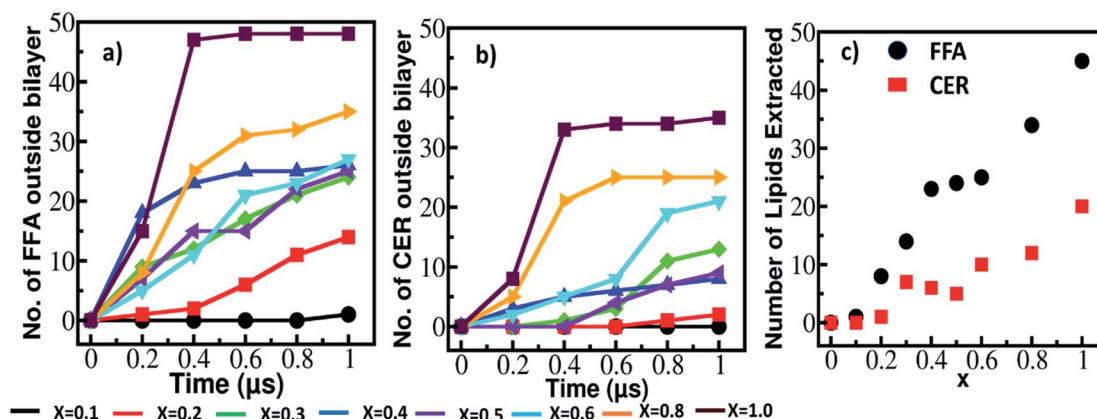 a)
No. of FFA outside bilayer
50
40
30
20
10
0
0 0.2 0.4 0.6 0.8 1
Time (μs)
b)
No. of CER outside bilayer
50
40
30
20
10
0
0 0.2 0.4 0.6 0.8 1
Time (μs)
c)
FFA
CER
Number of Lipids Extracted
50
40
30
20
10
0
0 0.2 0.4 0.6 0.8 1
x
X=0.1 X=0.2 X=0.3 X=0.4 X=0.5 X=0.6 X=0.8 X=1.0